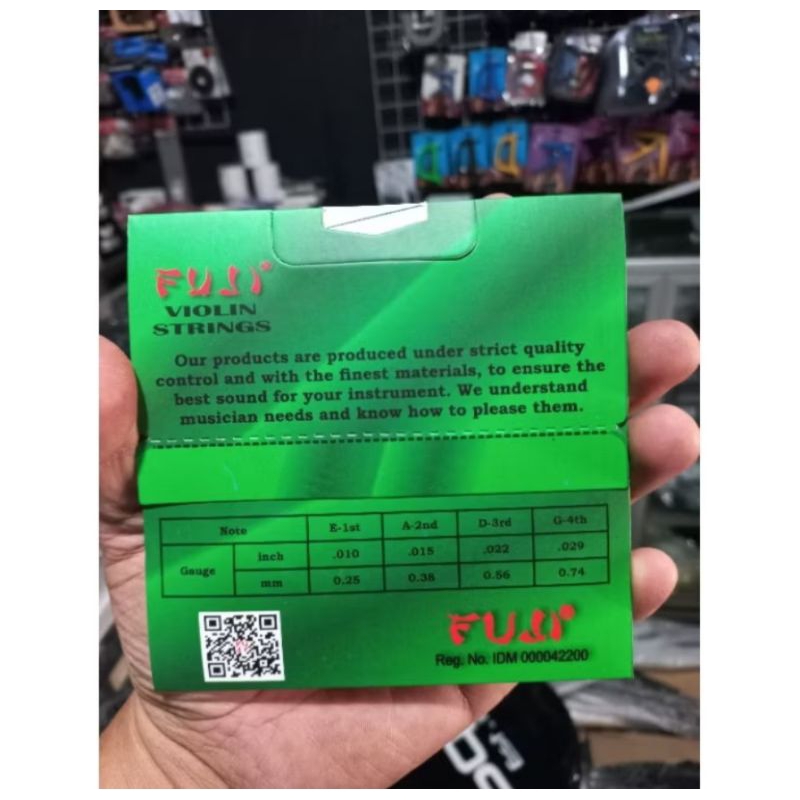 FUJI
VIOLIN
STRINGS
Our products are produced under strict quality
control and with the finest materials, to ensure the
best sound for your instrument. We understand
musician needs and know how to please them.
Note E-1st A-2nd D-3rd G-4th
Gauge
inch .010 .015 .022 .029
mm 0.25 0.38 0.56 0.74
FUJI
Reg. No. IDM 000042200